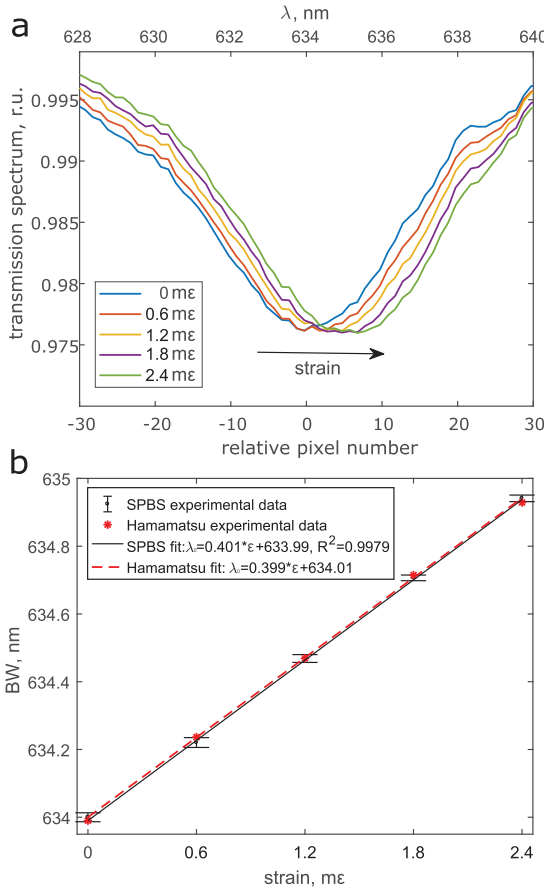 a
λ, nm
628 630 632 634 636 638 640
transmission spectrum, r.u.
0.995
0.99
0.985
0.98
0.975
0 mε
0.6 mε
1.2 mε
1.8 mε
2.4 mε
strain
-30 -20 -10 0 10 20 30
relative pixel number
b
BW, nm
635
634.8
634.6
634.4
634.2
634
SPBS experimental data
Hamamatsu experimental data
SPBS fit:λ=0.401*ε+633.99, R²=0.9979
Hamamatsu fit: λ=0.399*ε+634.01
0 0.6 1.2 1.8 2.4
strain, mε